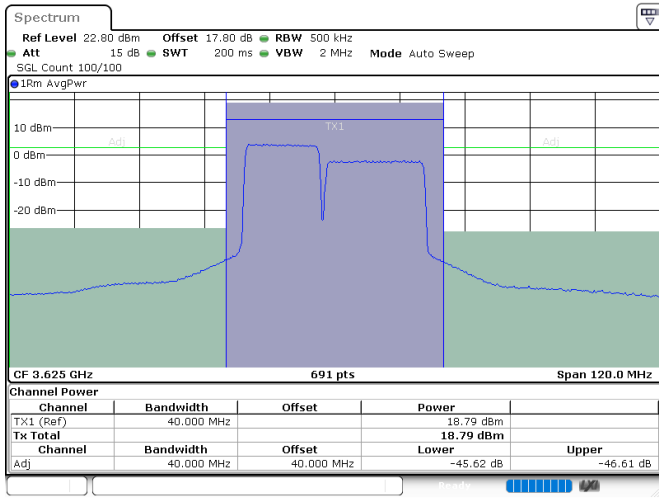 Spectrum
Ref Level 22.80 dBm Offset 17.80 dB RBW 500 kHz
Att 15 dB SWT 200 ms VBW 2 MHz Mode Auto Sweep
SGL Count 100/100
1Rm AvgPwr
10 dBm
TX1
Adj Adj
0 dBm
-10 dBm
-20 dBm
CF 3.625 GHz 691 pts Span 120.0 MHz
Channel Power
Channel Bandwidth Offset Power
TX1 (Ref) 40.000 MHz 18.79 dBm
Tx Total 18.79 dBm
Channel Bandwidth Offset Lower Upper
Adj 40.000 MHz 40.000 MHz -45.62 dB -46.61 dB
Ready